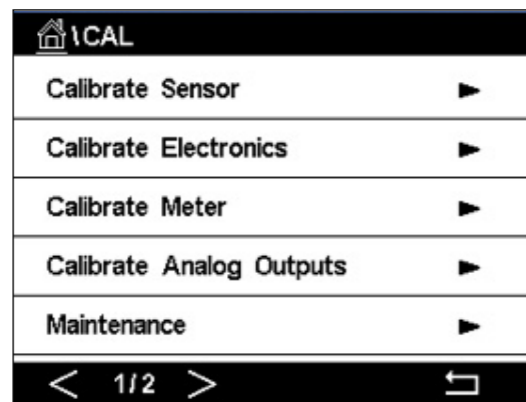 \CAL
Calibrate Sensor
Calibrate Electronics
Calibrate Meter
Calibrate Analog Outputs
Maintenance
< 1/2 >